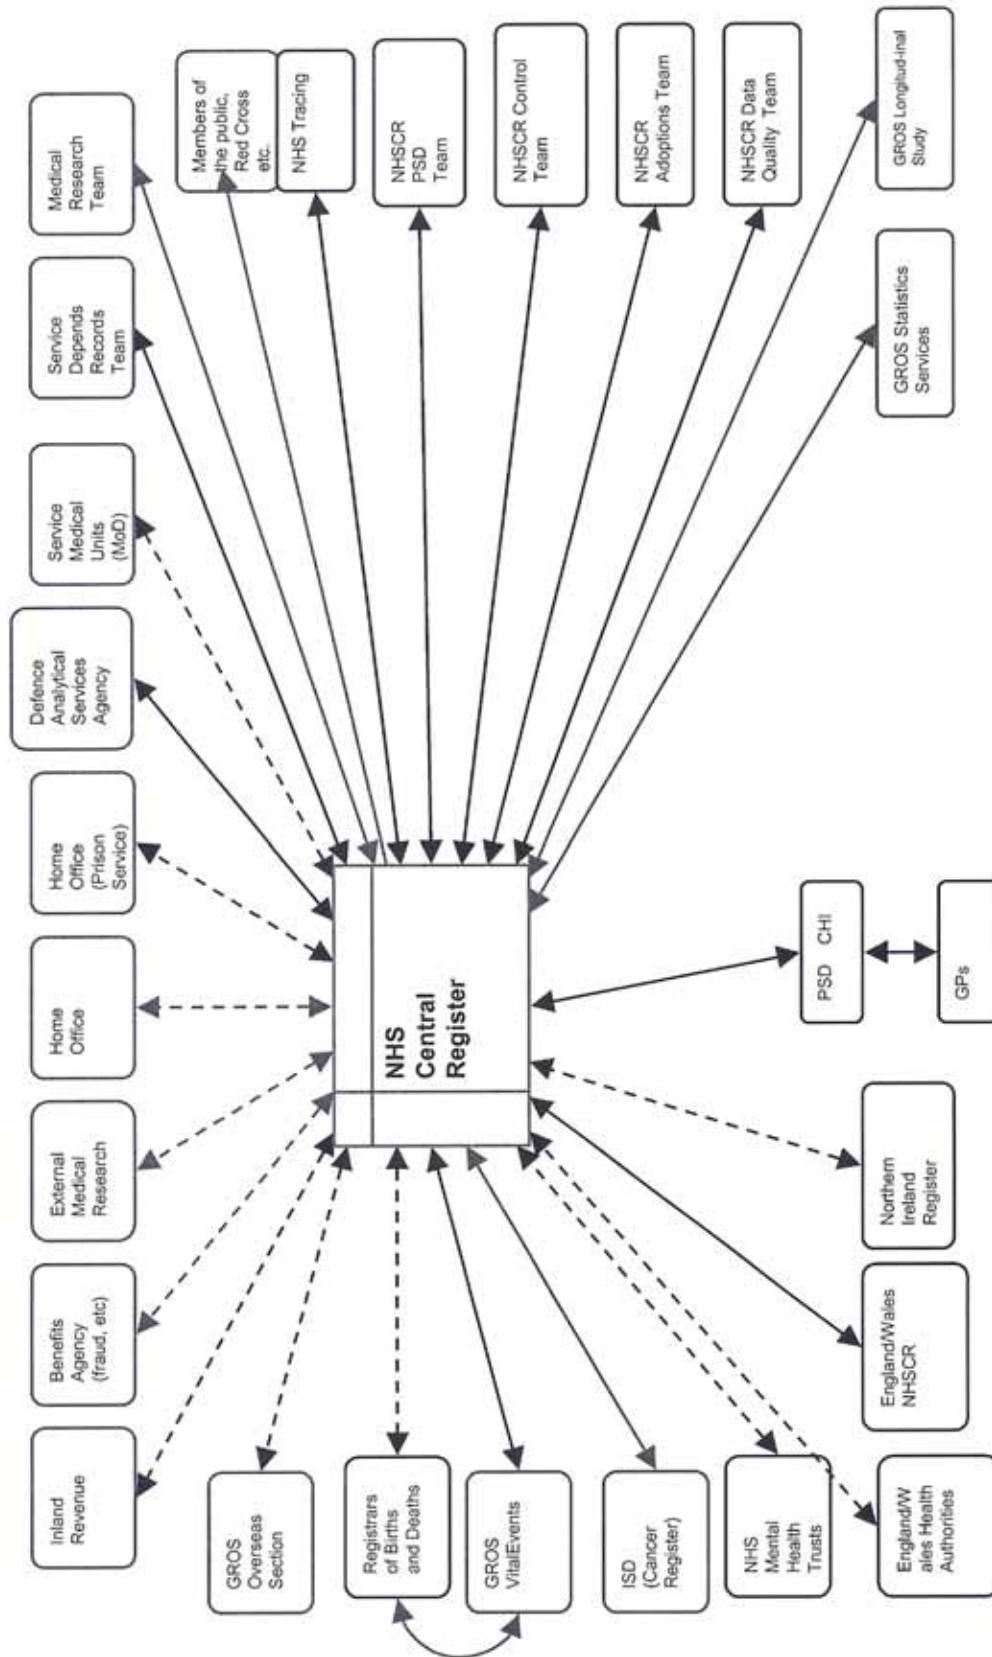 Inland
Revenue
Benefits
Agency
(fraud, etc)
External
Medical
Research
Home
Office
Home
Office
(Prison
Service)
Defence
Analytical
Services
Agency
Service
Medical
Units
(MoD)
Service
Depends
Records
Team
Medical
Research
Team
Members of
the public,
Red Cross
etc.
NHS Tracing
NHSCR
PSD
Team
NHSCR Control
Team
NHSCR
Adoptions Team
NHSCR Data
Quality Team
GROS Longitud-inal
Study
GROS Statistics
Services
NHS
Central
Register
GROS
Overseas
Section
Registrars
of Births
and Deaths
GROS
VitalEvents
ISD
(Cancer
Register)
NHS
Mental
Health
Trusts
England/W
ales Health
Authorities
England/Wales
NHSCR
Northern
Ireland
Register
PSD CHI
GPs